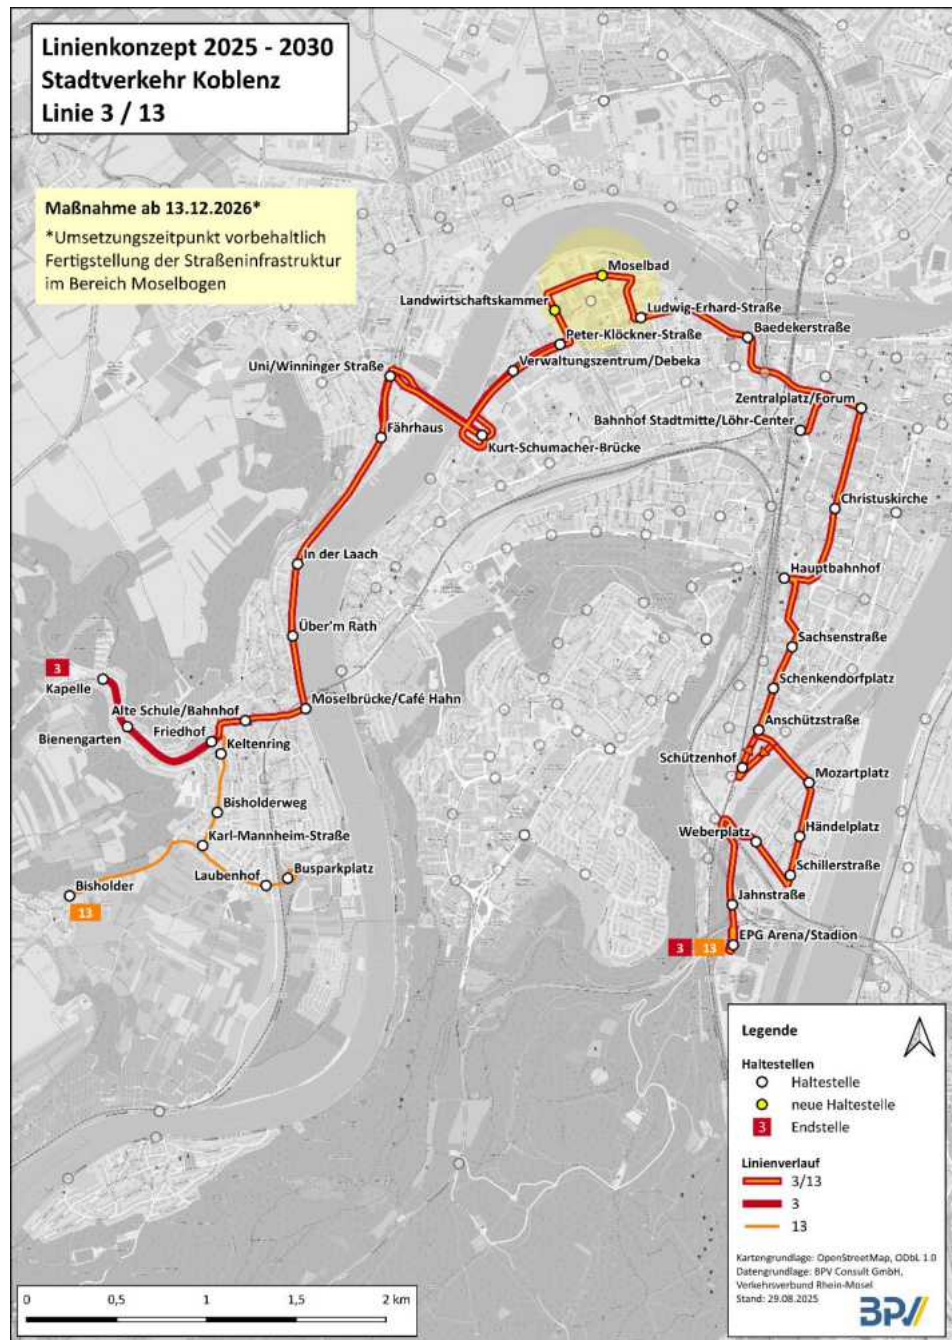 Linienkonzept 2025 - 2030
Stadtverkehr Koblenz
Linie 3 / 13
Maßnahme ab 13.12.2026*
*Umsetzungszeitpunkt vorbehaltlich
Fertigstellung der Straßeninfrastruktur
im Bereich Moselbogen
Moselbad
Landwirtschaftskammer
Ludwig-Erhard-Straße
Peter-Klöckner-Straße
Baedekerstraße
Uni/Winninger Straße
Verwaltungszentrum/Debeka
Zentralplatz/Forum
Bahnhof Stadtmitte/Löhr-Center
Fährhaus
Kurt-Schumacher-Brücke
Christuskirche
In der Laach
Hauptbahnhof
Über'm Rath
Sachsenstraße
3
Kapelle
Schenkendorfplatz
Moselbrücke/Café Hahn
Alte Schule/Bahnhof
Anschützstraße
Bienengarten
Friedhof
Keltenring
Schützenhof
Mozartplatz
Bisholderweg
Karl-Mannheim-Straße
Weberplatz
Händelplatz
Laubenhof
Busparkplatz
Schillerstraße
Bisholder
13
Jahnstraße
3 13
EPG Arena/Stadion
Legende
Haltestellen
Haltestelle
neue Haltestelle
3 Endstelle
Linienverlauf
3/13
3
13
Kartengrundlage: OpenStreetMap, ODbL 1.0
Datengrundlage: BPV Consult GmbH,
Verkehrsverbund Rhein-Mosel
Stand: 29.08.2025
BPV
0 0,5 1 1,5 2 km